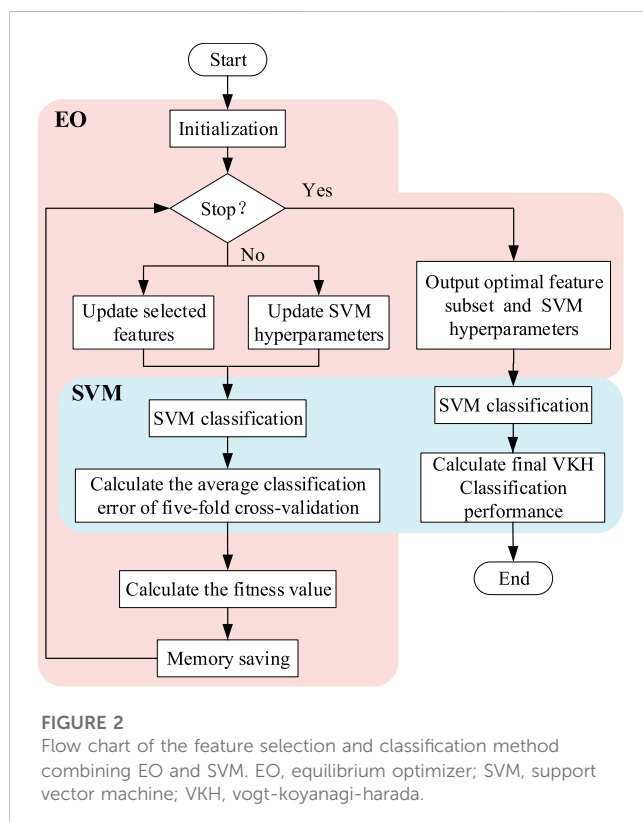 Start
EO
Initialization
Stop？
Yes
No
Update selected
features
Update SVM
hyperparameters
Output optimal feature
subset and SVM
hyperparameters
SVM
SVM classification
SVM classification
Calculate the average classification
error of five-fold cross-validation
Calculate final VKH
Classification
performance
Calculate the fitness value
End
Memory saving
FIGURE 2
Flow chart of the feature selection and classification method
combining EO and SVM. EO, equilibrium optimizer; SVM, support
vector machine; VKH, vogt-koyanagi-harada.